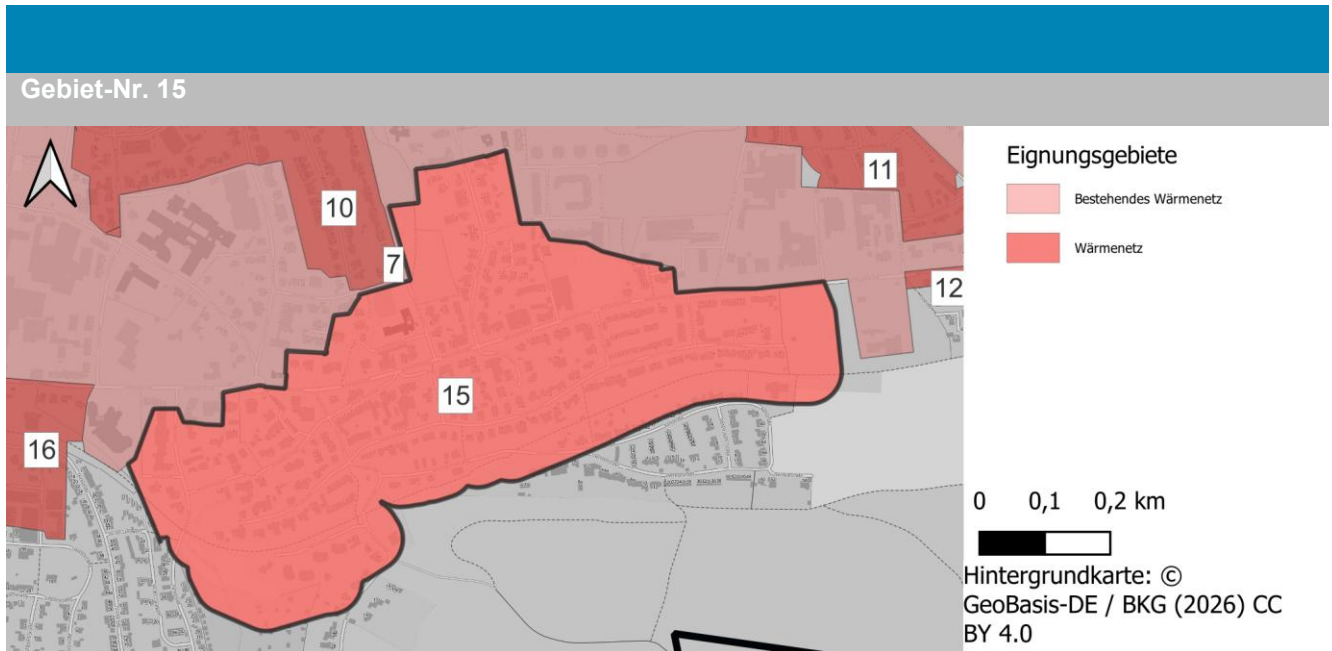 Gebiet-Nr. 15
11
10
7
12
15
16
Eignungsgebiete
Bestehendes Wärmenetz
Wärmenetz
0 0,1 0,2 km
Hintergrundkarte: ©
GeoBasis-DE / BKG (2026) CC
BY 4.0